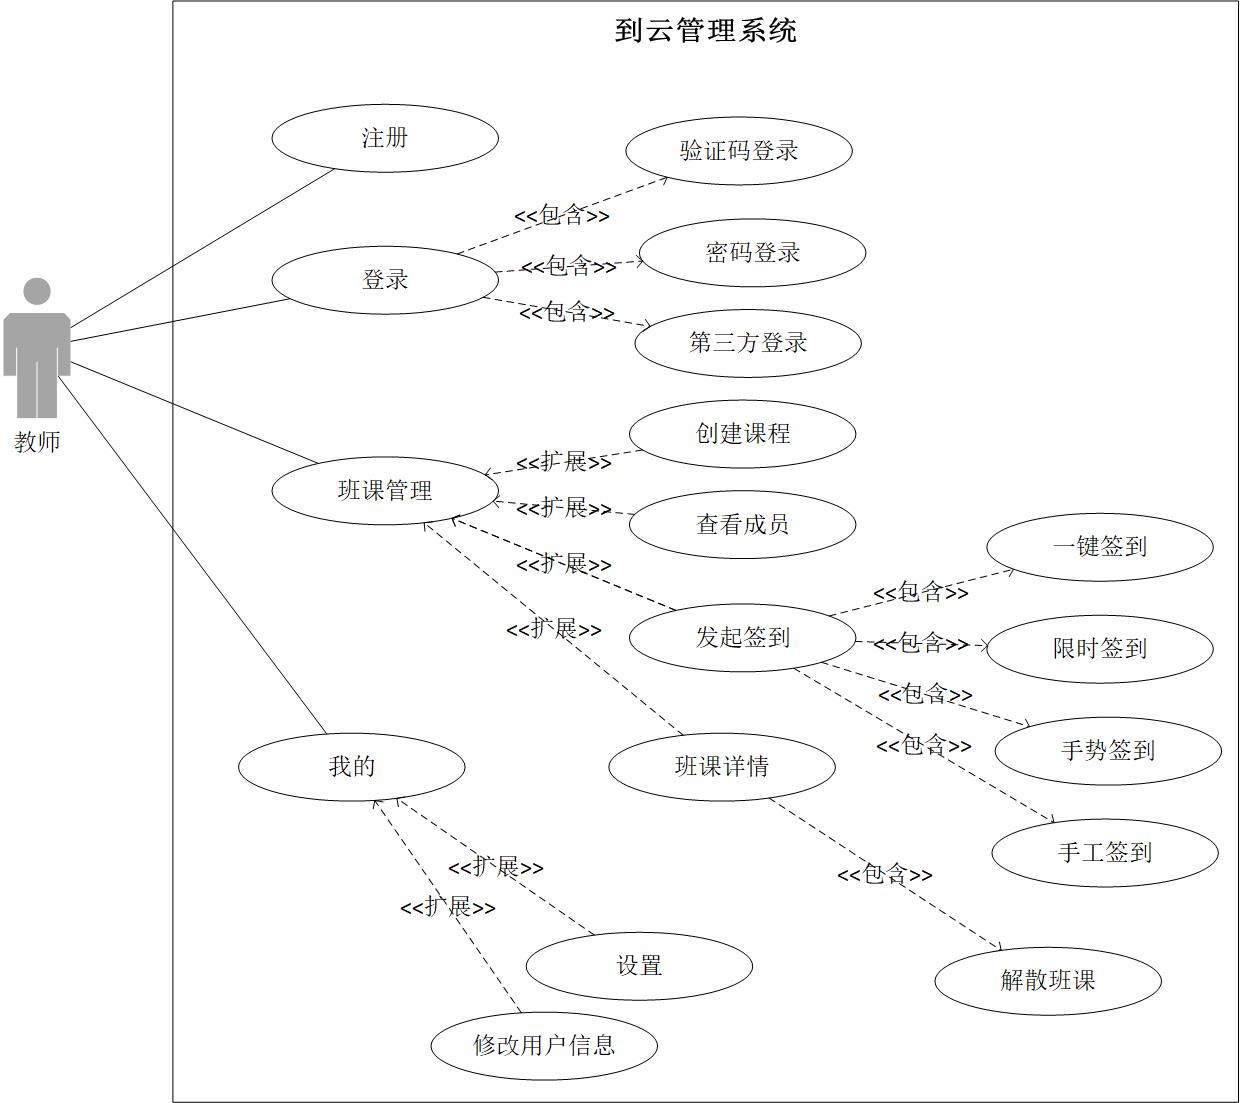 到云管理系统
注册
验证码登录
<<包含>>
密码登录
<<包含>>
登录
<<包含>>
第三方登录
教师
创建课程
<<扩展>>
班课管理
<<扩展>>
查看成员
一键签到
<<扩展>>
<<包含>>
<<扩展>>
发起签到
<<包含>>
限时签到
<<包含>>
手势签到
<<包含>>
我的
班课详情
手工签到
<<扩展>>
<<包含>>
<<扩展>>
设置
解散班课
修改用户信息